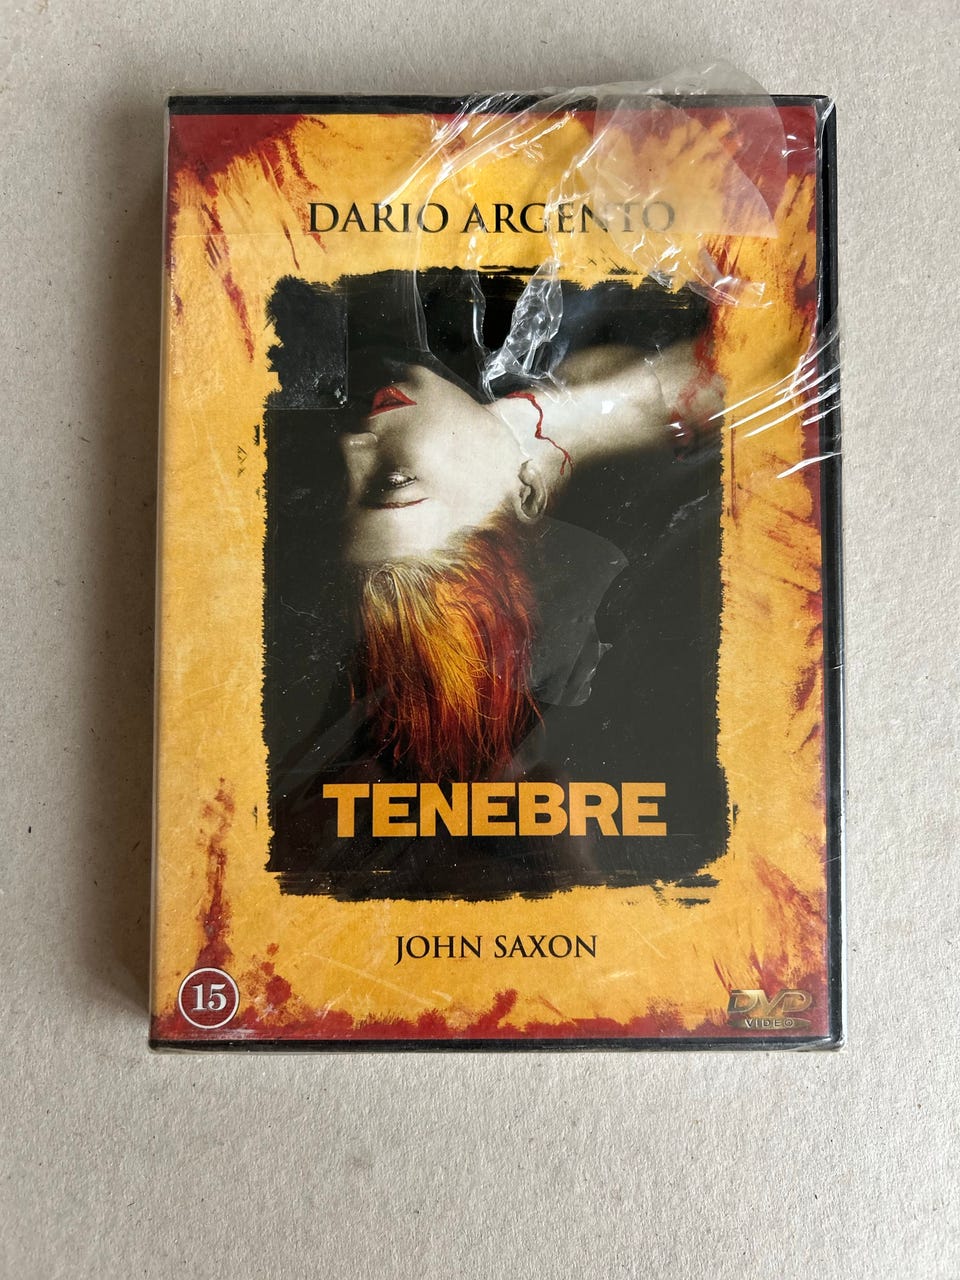 DARIO ARGENTO
TENEBRE
JOHN SAXON
15
DVD
VIDEO